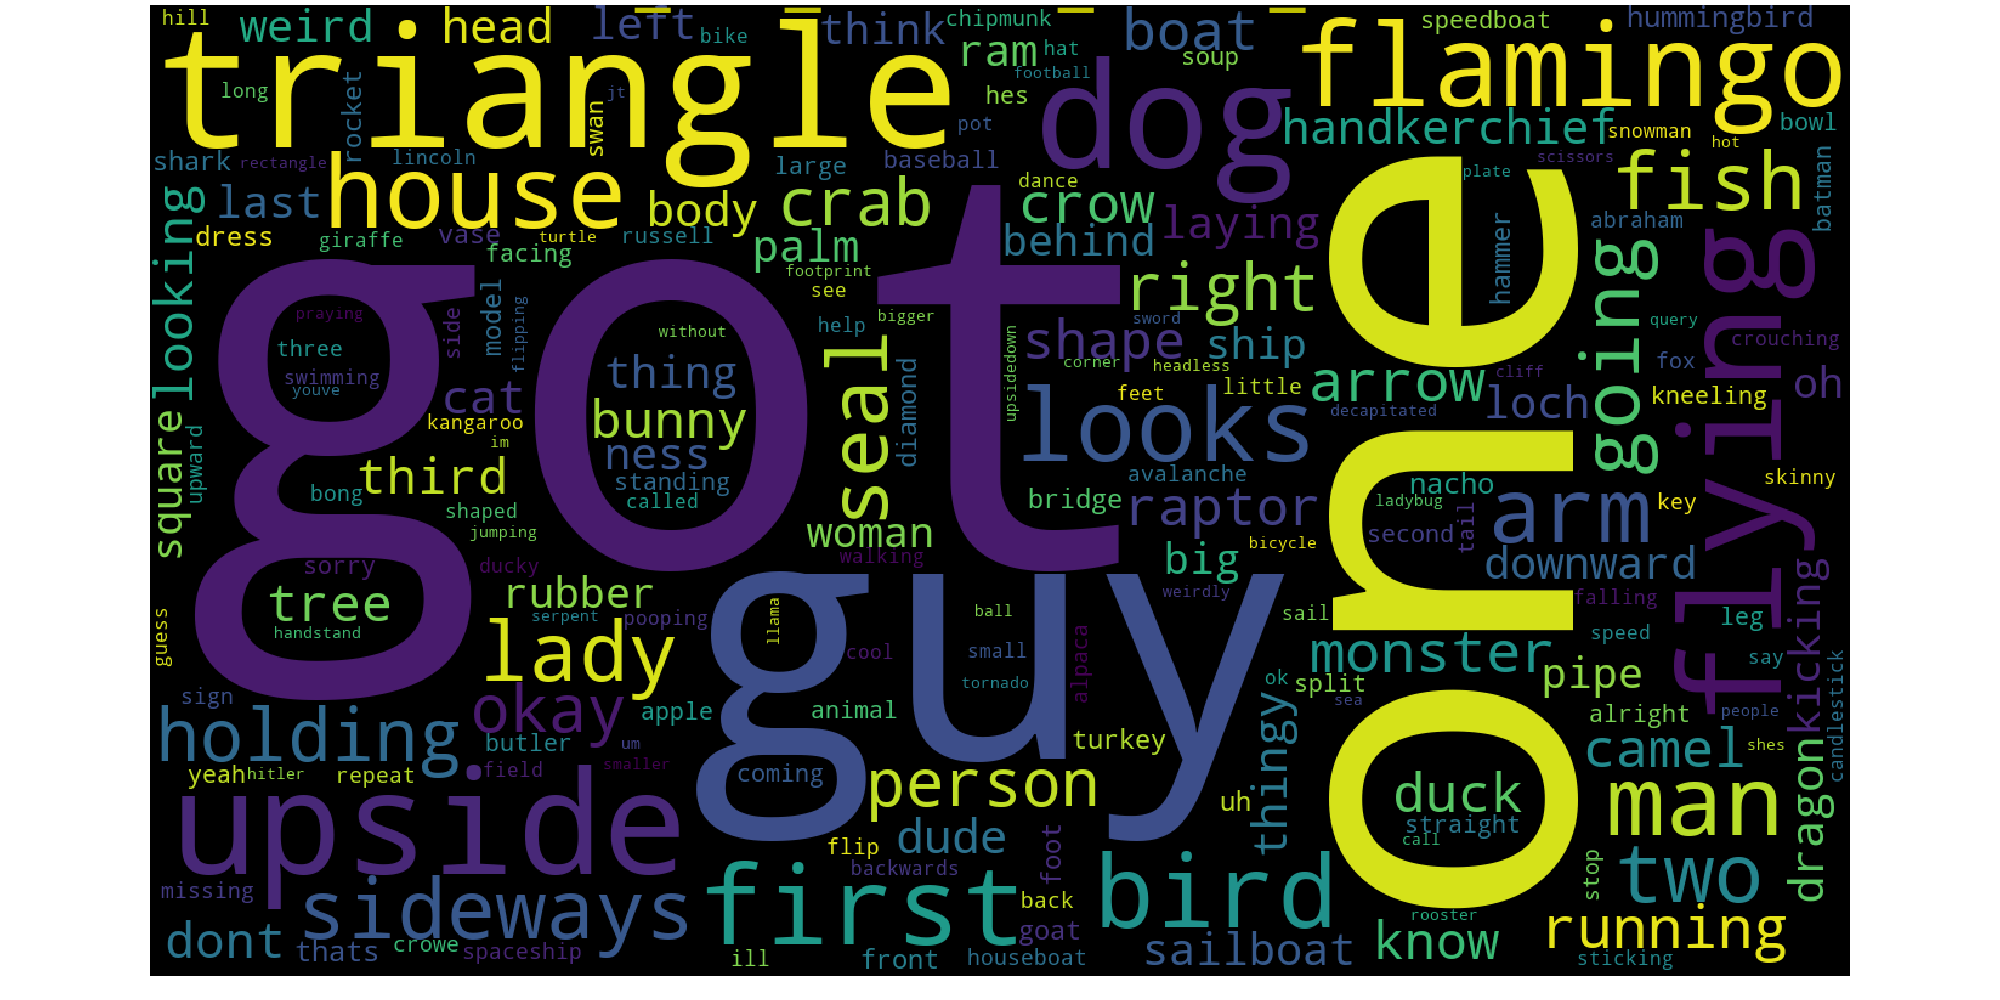 hill
weird
head
left
bike
think
chipmunk
ram
hat
boat
soup
speedboat
hummingbird
triangle
flamingo
long
rocket
swan
jt
football
hes
dog
handkerchief
snowman
bowl
hot
shark
rectangle
lincoln
large
pot
baseball
scissors
batman
looking
last
house
body
crab
dance
crow
plate
fish
laying
abraham
dress
giraffe
vase
facing
turtle
russell
palm
behind
hammer
going
flying
got
one
footprint
see
right
model
flipping
praying
side
without
help
bigger
shape
sword
ship
query
crouching
three
swimming
youve
cat
thing
seal
diamond
upsidedown
corner
headless
feet
little
arrow
cliff
fox
oh
kangaroo
im
bunny
looks
decapitated
loch
kneeling
square
upward
third
ness
standing
called
avalanche
bridge
raptor
ladybug
nacho
arm
key
skinny
bong
shaped
jumping
woman
second
tail
downward
sorry
ducky
walking
big
bicycle
tree
handstand
rubber
serpent
pooping
guy
llama
ball
weirdly
sail
falling
leg
kicking
guess
lady
cool
small
tornado
alpaca
monster
speed
pipe
say
candlestick
sign
okay
apple
animal
ok
split
sea
alright
people
holding
butler
um
turkey
thingy
camel
shes
dragon
yeah
hitler
repeat
field
smaller
coming
person
uh
duck
straight
call
man
upside
flip
dude
foot
backwards
stop
two
missing
sideways
first
back
bird
rooster
running
dont
thats
crowe
spaceship
ill
front
goat
houseboat
sailboat
know
sticking